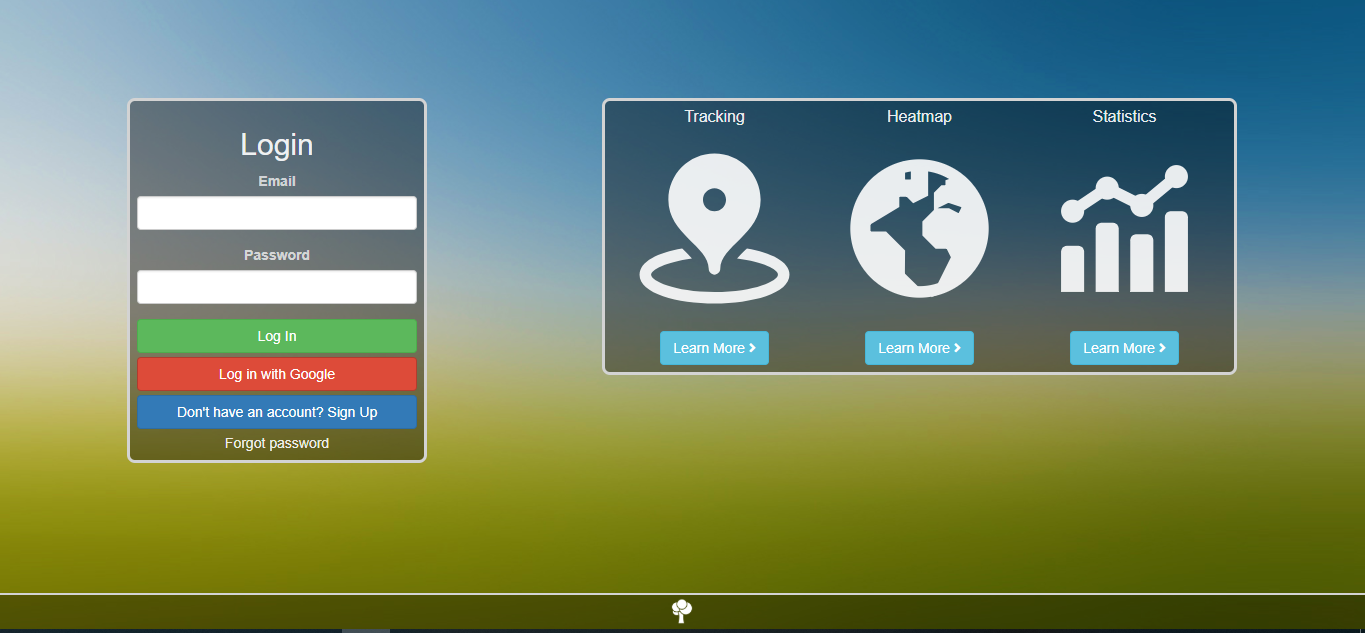 Login
Email
Password
Log In
Log in with Google
Don't have an account? Sign Up
Forgot password
Tracking
Heatmap
Statistics
Learn More
Learn More
Learn More